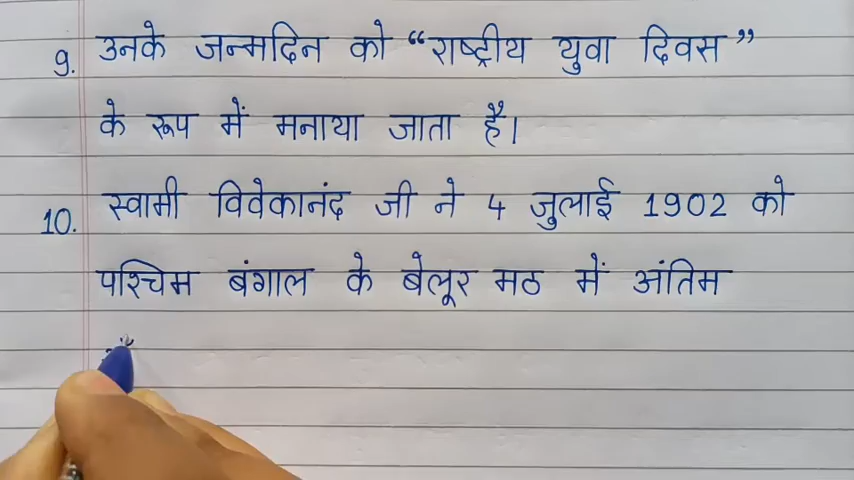 9. उनके जन्मदिन को “राष्ट्रीय युवा दिवस”
के रूप में मनाया जाता है।
10. स्वामी विवेकानंद जी ने 4 जुलाई 1902 को
पश्चिम बंगाल के बेलूर मठ में अंतिम